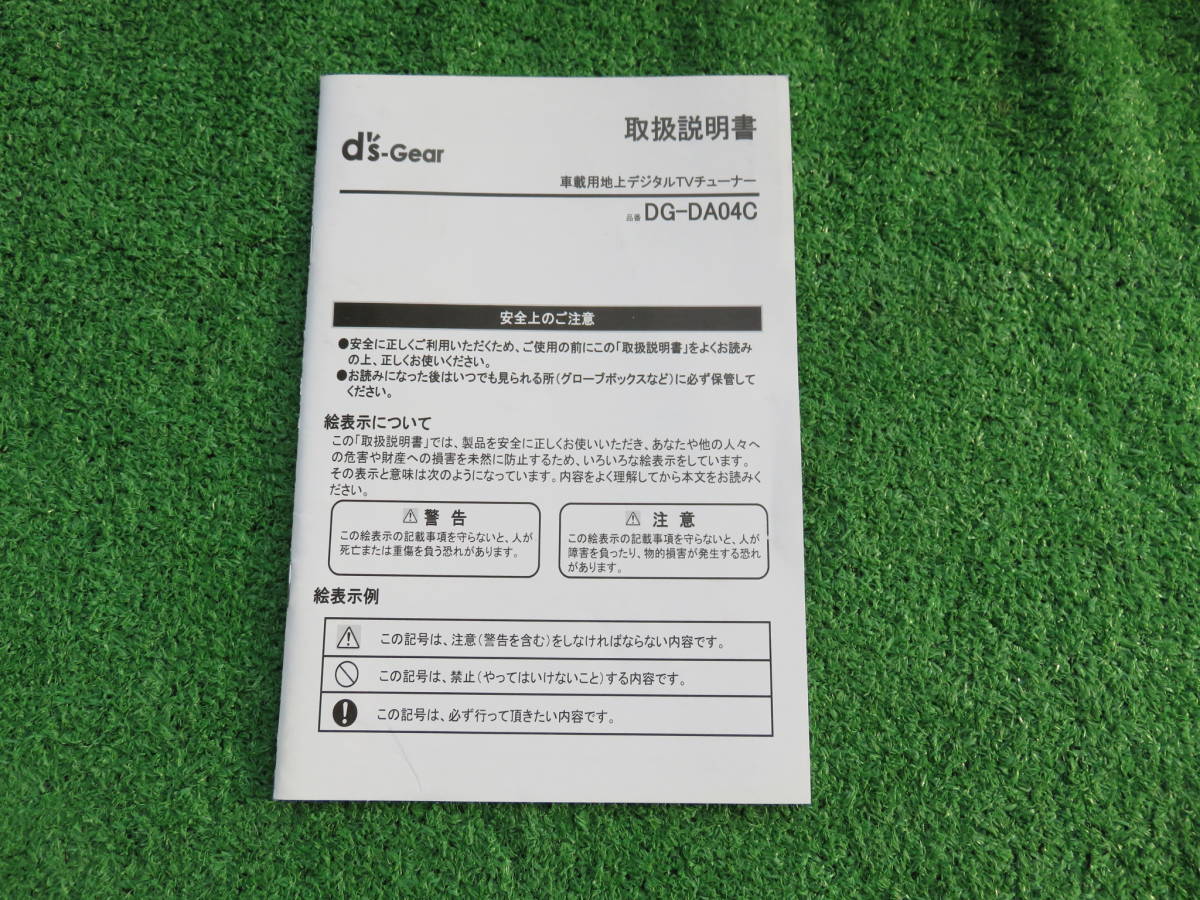 d's-Gear
取扱説明書
車載用地上デジタルTVチューナー
品番 DG-DA04C
安全上のご注意
●安全に正しくご利用いただくため、ご使用の前にこの「取扱説明書」をよくお読み
の上、正しくお使いください。
●お読みになった後はいつでも見られる所（グローブボックスなど）に必ず保管して
ください。
絵表示について
この「取扱説明書」では、製品を安全に正しくお使いいただき、あなたや他の人々へ
の危害や財産への損害を未然に防止するため、いろいろな絵表示をしています。
その表示と意味は次のようになっています。内容をよく理解してから本文をお読みく
ださい。
⚠ 警告
この絵表示の記載事項を守らないと、人が
死亡または重傷を負う恐れがあります。
⚠ 注意
この絵表示の記載事項を守らないと、人が
障害を負ったり、物的損害が発生する恐れ
があります。
絵表示例
この記号は、注意（警告を含む）をしなければならない内容です。
この記号は、禁止（やってはいけないこと）する内容です。
この記号は、必ず行って頂きたい内容です。